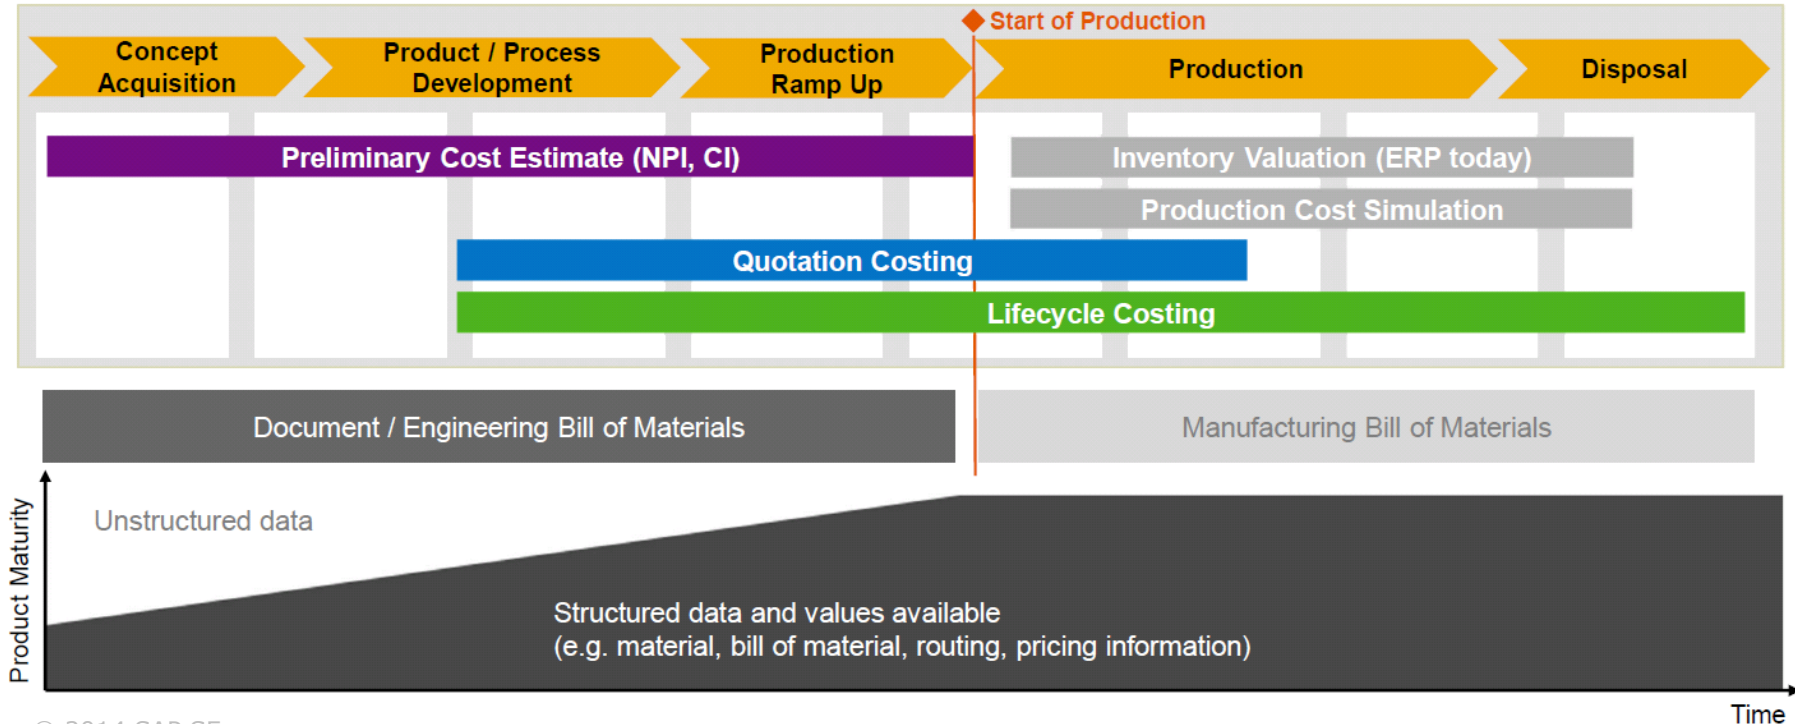 Start of Production
Concept
Acquisition
Product / Process
Development
Production
Ramp Up
Production
Disposal
Preliminary Cost Estimate (NPI, CI)
Inventory Valuation (ERP today)
Production Cost Simulation
Quotation Costing
Lifecycle Costing
Document / Engineering Bill of Materials
Manufacturing Bill of Materials
Product Maturity
Unstructured data
Structured data and values available
(e.g. material, bill of material, routing, pricing information)
Time